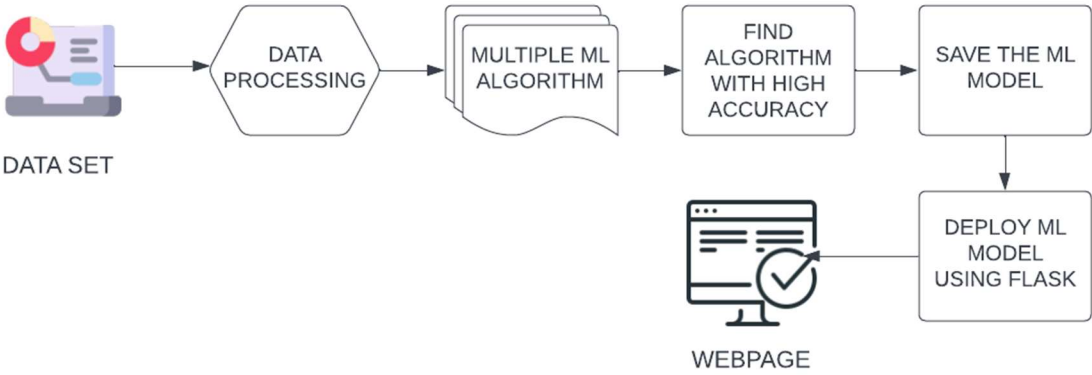 DATA SET
DATA
PROCESSING
MULTIPLE ML
ALGORITHM
FIND
ALGORITHM
WITH HIGH
ACCURACY
SAVE THE ML
MODEL
DEPLOY ML
MODEL
USING FLASK
WEBPAGE